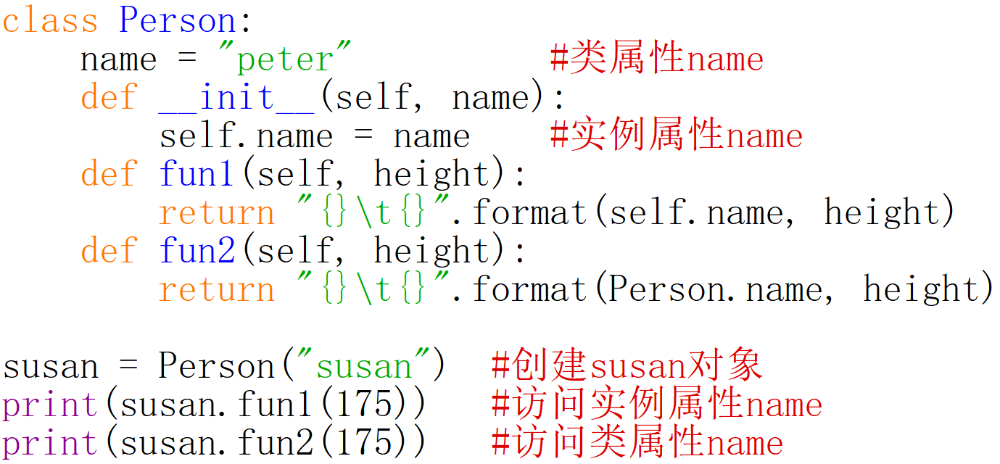 class Person:
    name = "peter"          #类属性name
    def __init__(self, name):
        self.name = name    #实例属性name
    def fun1(self, height):
        return "{}\t{}".format(self.name, height)
    def fun2(self, height):
        return "{}\t{}".format(Person.name, height)

susan = Person("susan")  #创建susan对象
print(susan.fun1(175))   #访问实例属性name
print(susan.fun2(175))   #访问类属性name